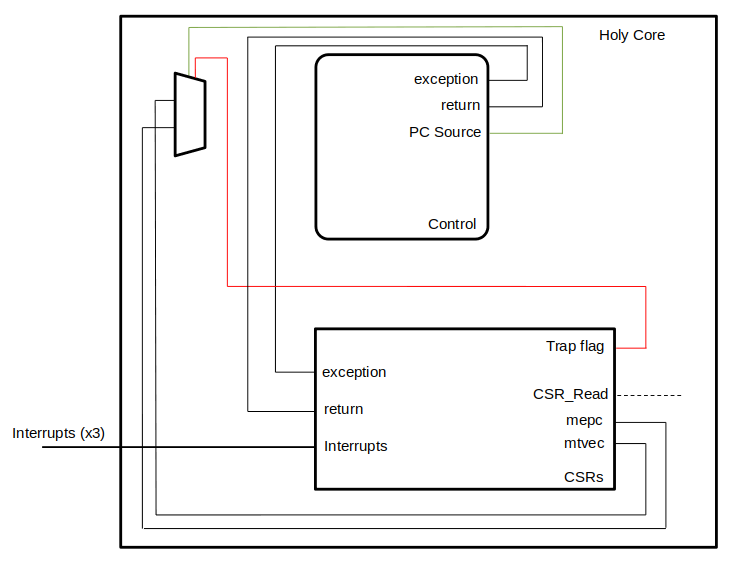 Holy Core
exception
return
PC Source
Control
Trap flag
exception
CSR_Read
return
mepc
Interrupts (x3)
Interrupts
mtvec
CSRs